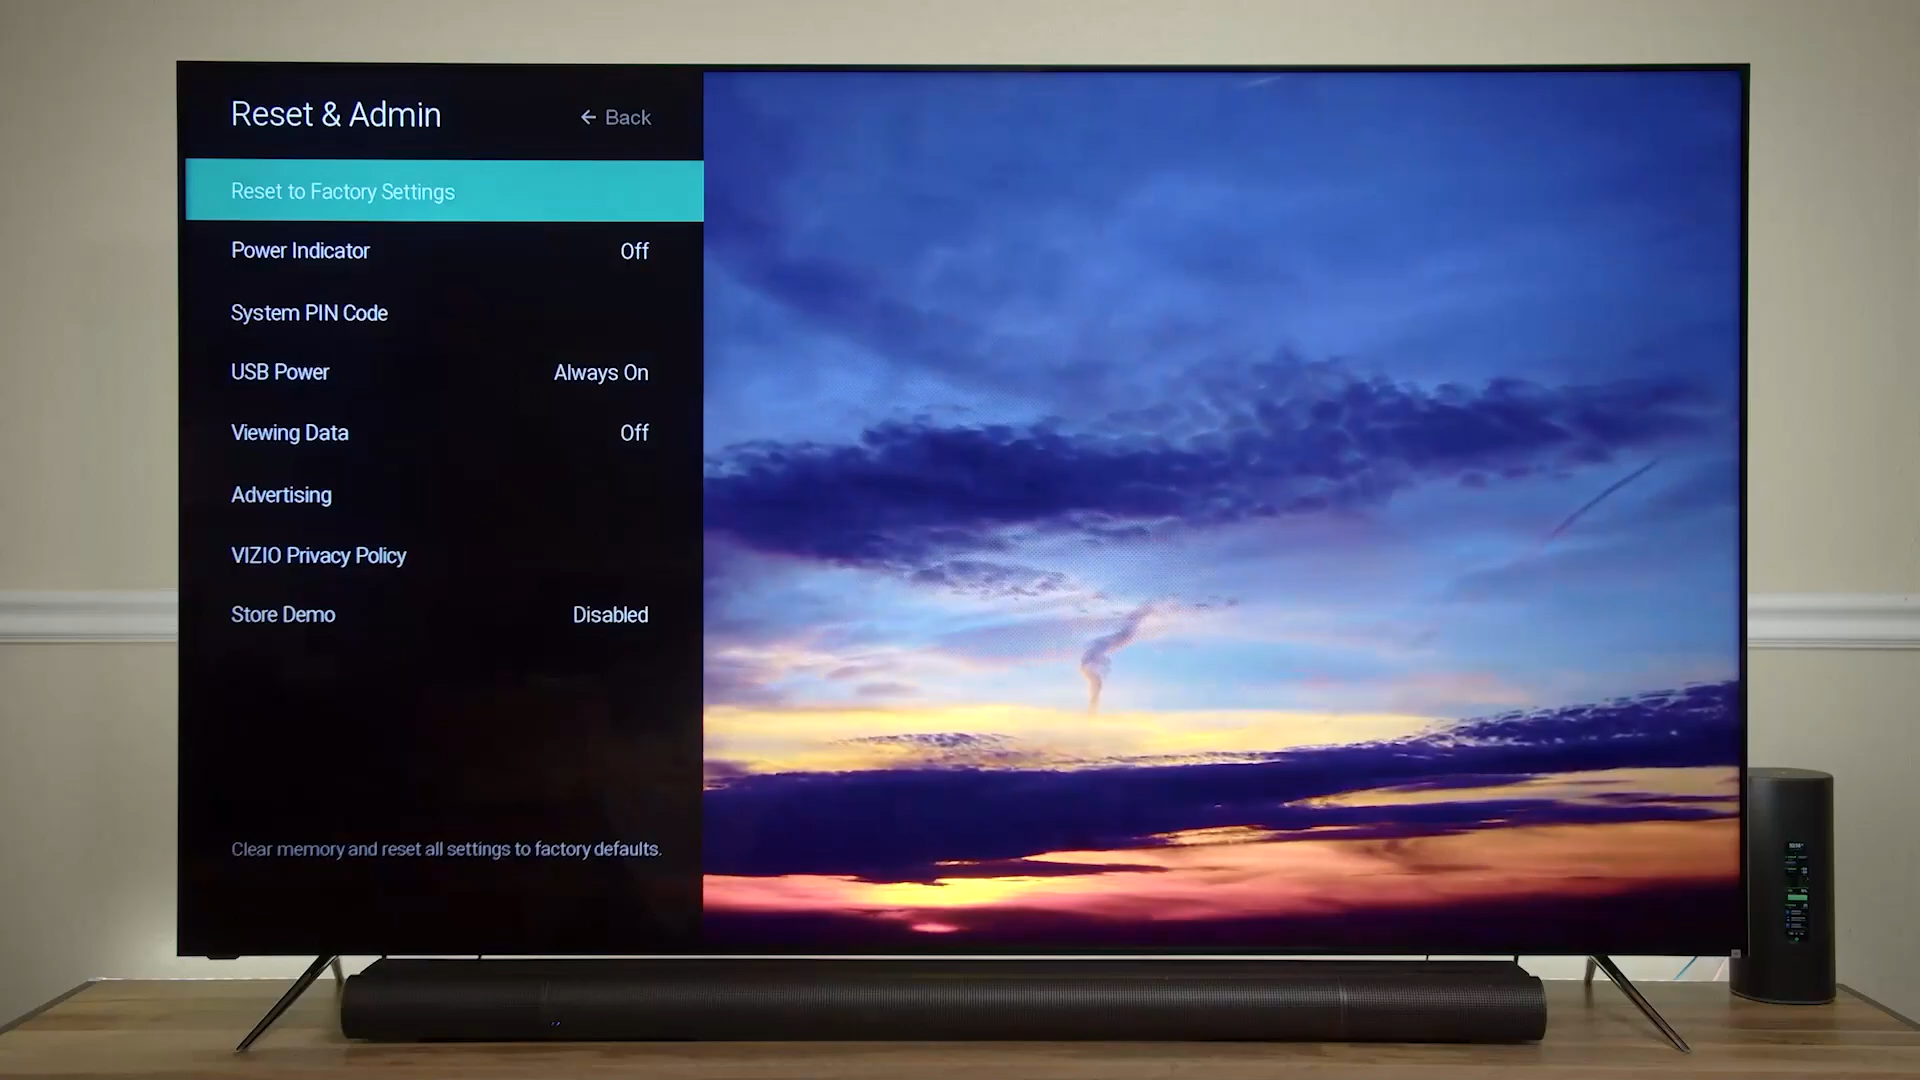 Reset & Admin
← Back
Reset to Factory Settings
Power Indicator Off
System PIN Code
USB Power Always On
Viewing Data Off
Advertising
VIZIO Privacy Policy
Store Demo Disabled
Clear memory and reset all settings to factory defaults.